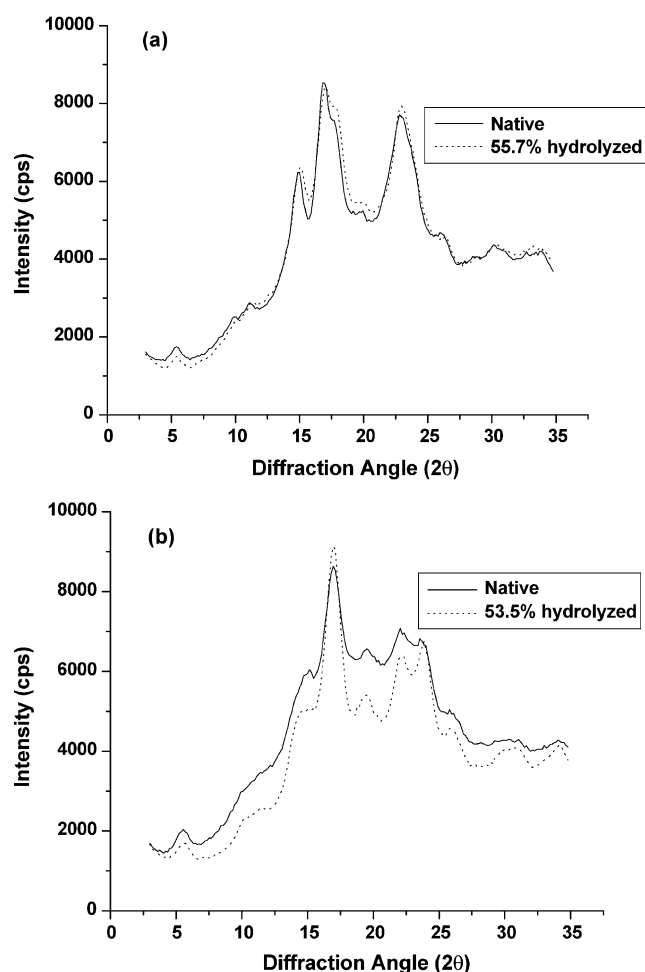 (a)
10000
8000
6000
4000
2000
0
Intensity (cps)
Native
55.7% hydrolyzed
0 5 10 15 20 25 30 35
Diffraction Angle (2θ)
(b)
10000
8000
6000
4000
2000
0
Intensity (cps)
Native
53.5% hydrolyzed
0 5 10 15 20 25 30 35
Diffraction Angle (2θ)